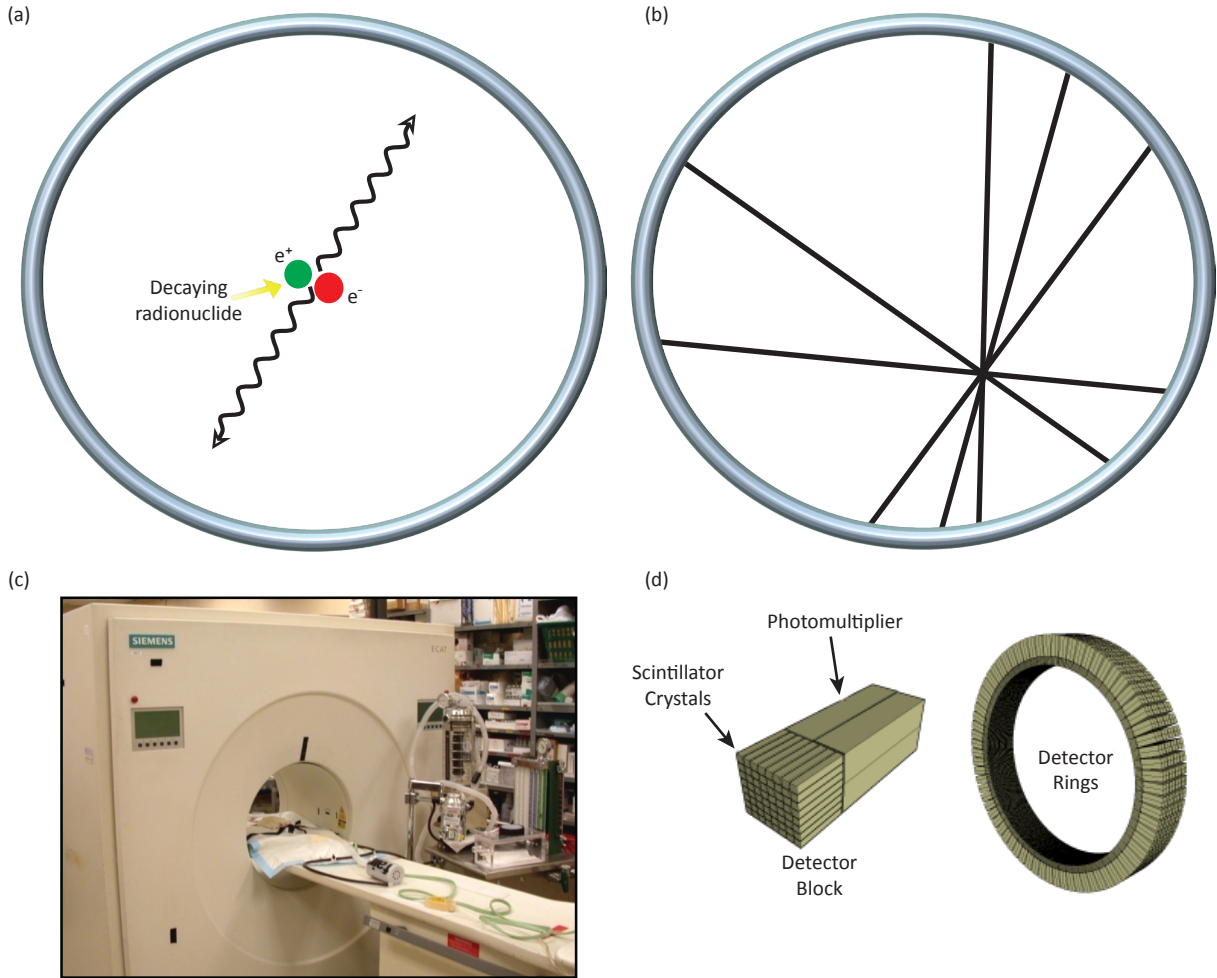 (a)
(b)
e+
Decaying
radionuclide
e-
(c)
(d)
SIEMENS
ECAT
Photomultiplier
Scintillator
Crystals
Detector
Rings
Detector
Block